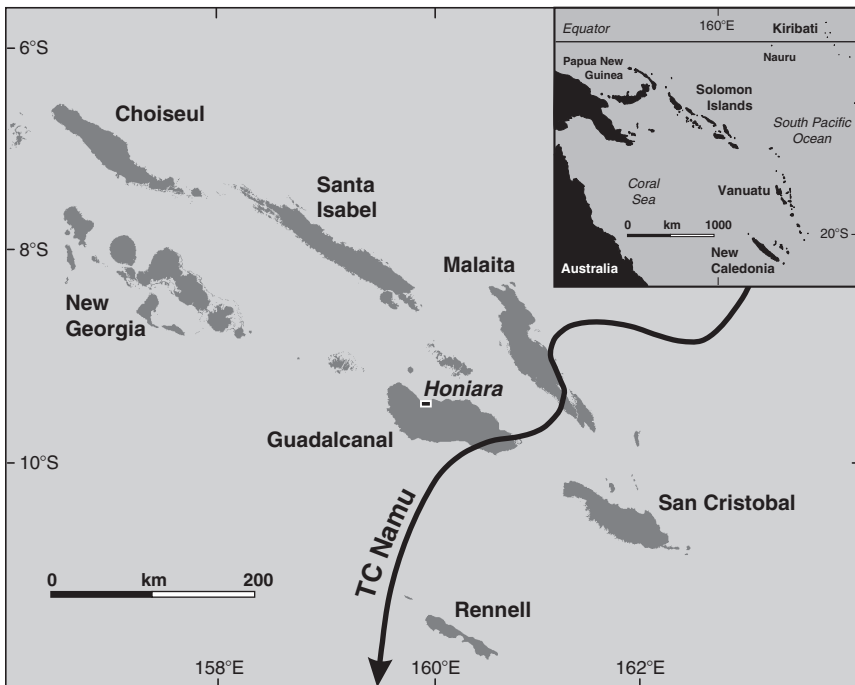 6°S
8°S
10°S
158°E
160°E
162°E
Choiseul
Santa
Isabel
New
Georgia
Malaita
Honiara
Guadalcanal
San Cristobal
Rennell
TC Namu
0 km 200
Equator
160°E
Kiribati
Nauru
Papua New
Guinea
Solomon
Islands
South Pacific
Ocean
Coral
Sea
Vanuatu
0 km 1000
20°S
New
Caledonia
Australia